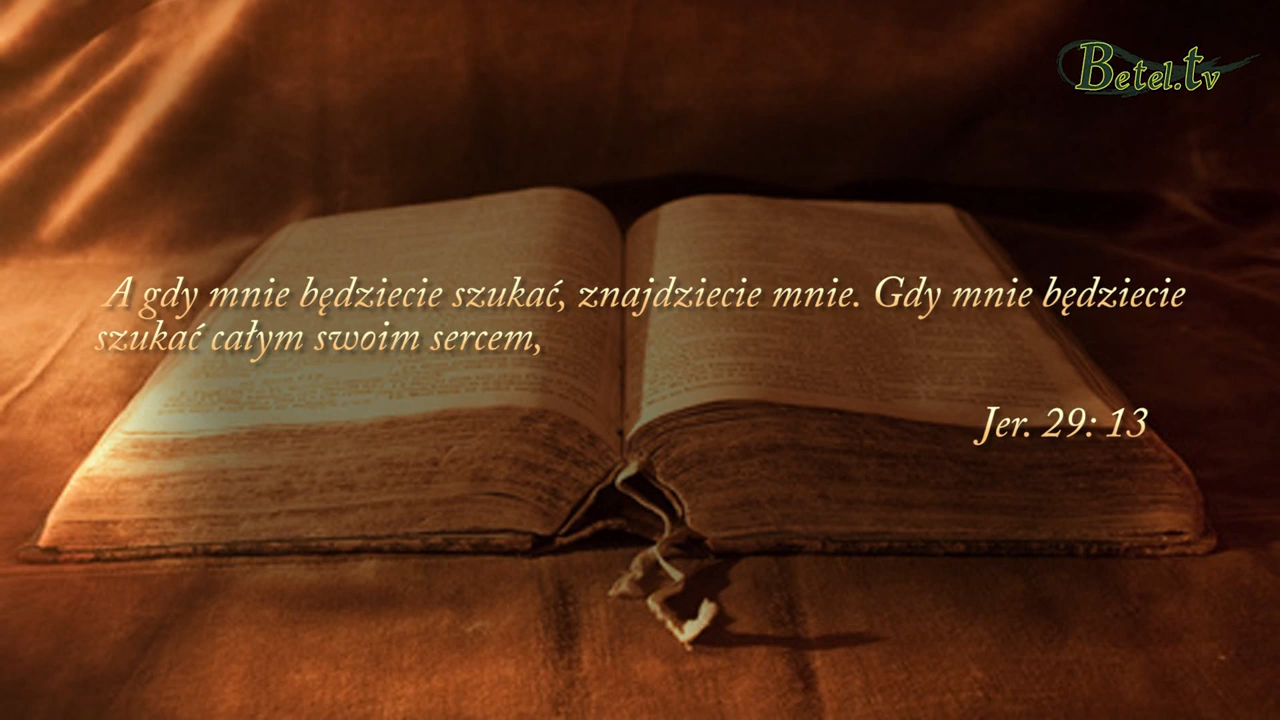 Betel.tv
A gdy mnie będziecie szukać, znajdziecie mnie. Gdy mnie będziecie
szukać całym swoim sercem,
Jer. 29: 13